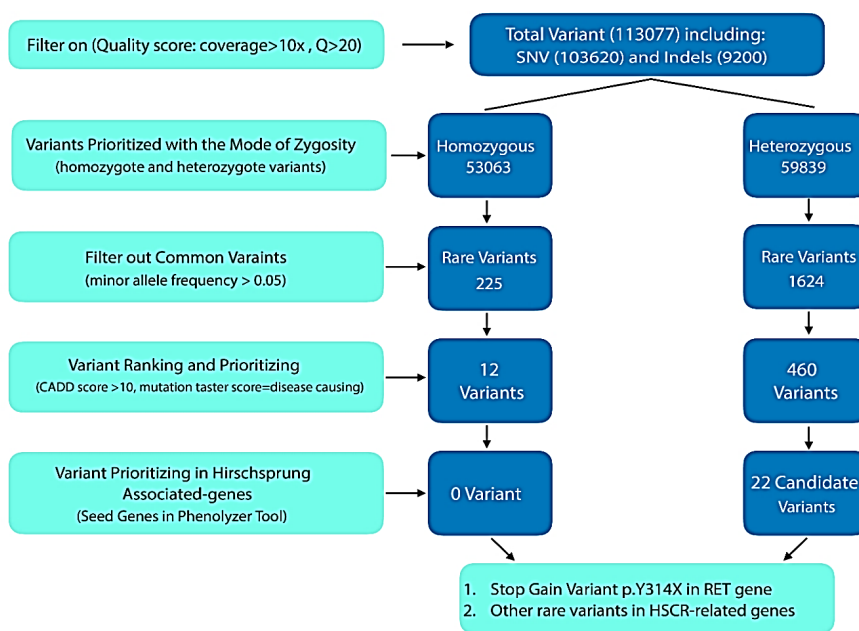 Filter on (Quality score: coverage>10x , Q>20)
Total Variant (113077) including:
SNV (103620) and Indels (9200)
Variants Prioritized with the Mode of Zygosity
(homozygote and heterozygote variants)
Homozygous
53063
Heterozygous
59839
Filter out Common Varaints
(minor allele frequency > 0.05)
Rare Variants
225
Rare Variants
1624
Variant Ranking and Prioritizing
(CADD score >10, mutation taster score=disease causing)
12
Variants
460
Variants
Variant Prioritizing in Hirschsprung
Associated-genes
(Seed Genes in Phenolyzer Tool)
0 Variant
22 Candidate
Variants
1. Stop Gain Variant p.Y314X in RET gene
2. Other rare variants in HSCR-related genes